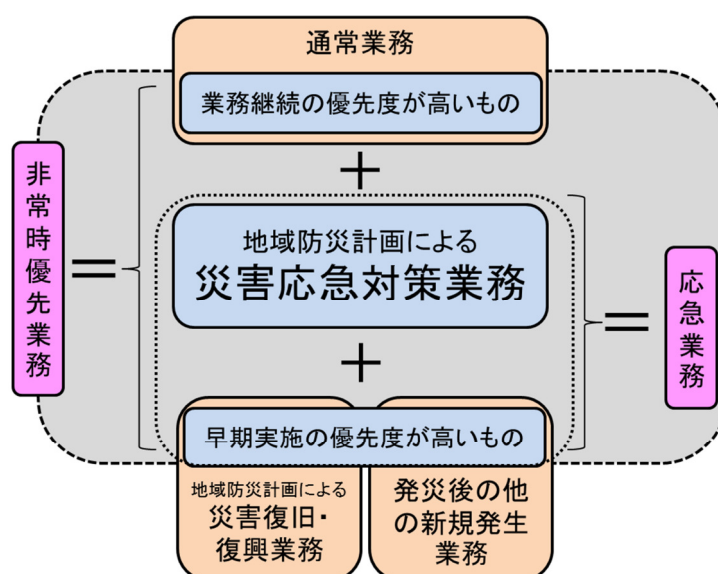 通常業務
業務継続の優先度が高いもの
+
非常時優先業務
=
地域防災計画による
災害応急対策業務
=
応急業務
+
早期実施の優先度が高いもの
地域防災計画による
災害復旧・
復興業務
発災後の他
の新規発生
業務